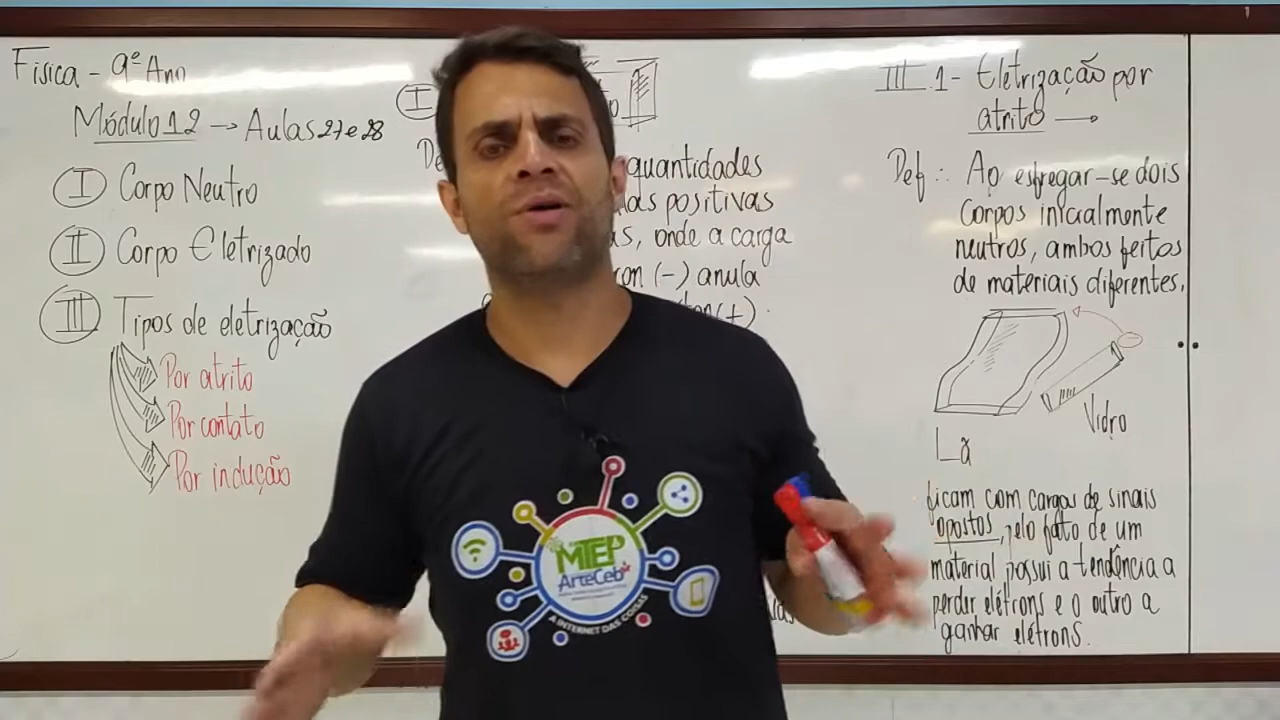 Física - 9º Ano
Módulo 12 → Aulas 27 e 28
I Corpo Neutro
II Corpo Eletrizado
III Tipos de eletrização
Por atrito
Por contato
Por indução
I
quantidades
positivas
as, onde a carga
(-) anula
(+).
III.1- Eletrização por
atrito →
Def ∴ Ao esfregar-se dois
corpos inicialmente
neutros, ambos feitos
de materiais diferentes,
Vidro
Lã
ficam com cargas de sinais
opostos, pelo fato de um
material possui a tendência a
perder elétrons e o outro a
ganhar elétrons.
MTEP
ArteCeb
A INTERNET DAS COISAS